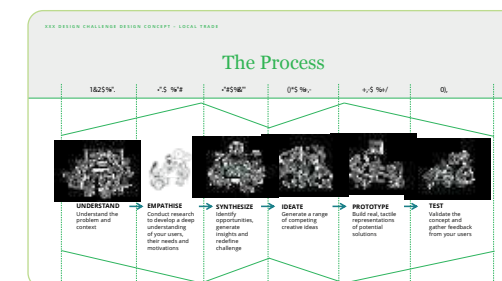 USE DESIGN CHALLENGE DESIGN CONCEPT – LOCAL TRADE
The Process
UNDERSTAND
Understand the
problem and
context
EMPATHISE
Conduct research
to develop a deep
understanding
of your users,
their needs and
motivations
SYNTHESIZE
Identify
opportunities,
generate
insights and
redefine
challenge
IDEATE
Generate a range
of competing
creative ideas
PROTOTYPE
Build real, tactile
representations
of potential
solutions
TEST
Validate the
concept and
gather feedback
from your users